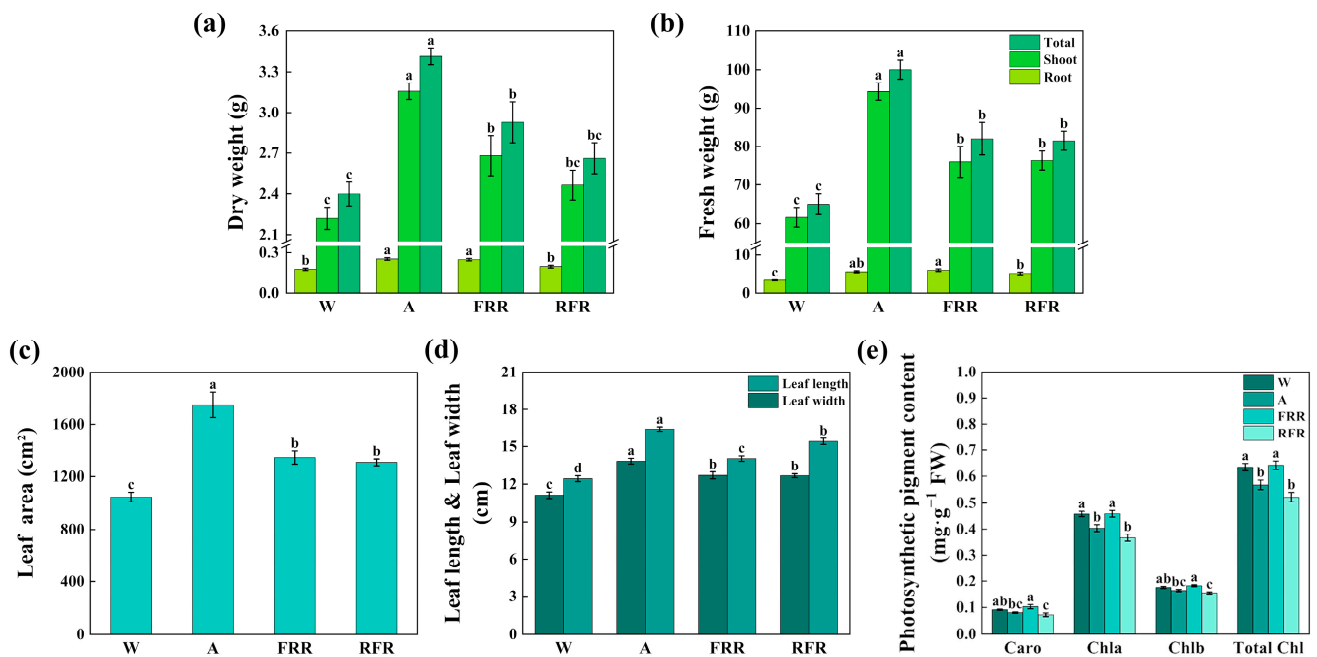 (a)
3.6
3.3
3.0
2.7
2.4
2.1
0.3
0.0
Dry weight (g)
b c c
a a a
a b b
b bc bc
W A FRR RFR
(b)
110
100
90
80
70
60
10
0
Fresh weight (g)
Total
Shoot
Root
c c c
ab a a
a b b
b b b
W A FRR RFR
(c)
2000
1600
1200
800
400
0
Leaf area (cm²)
c a b b
W A FRR RFR
(d)
21
18
15
12
9
6
3
0
Leaf length & Leaf width
(cm)
Leaf length
Leaf width
c d
a a
b c
b b
W A FRR RFR
(e)
1.0
0.9
0.8
0.7
0.6
0.5
0.4
0.3
0.2
0.1
0.0
Photosynthetic pigment content
(mg·g⁻¹ FW)
W
A
FRR
RFR
ab bc a c
a b a b
ab bc a c
a b a b
Caro Chla Chlb Total Chl